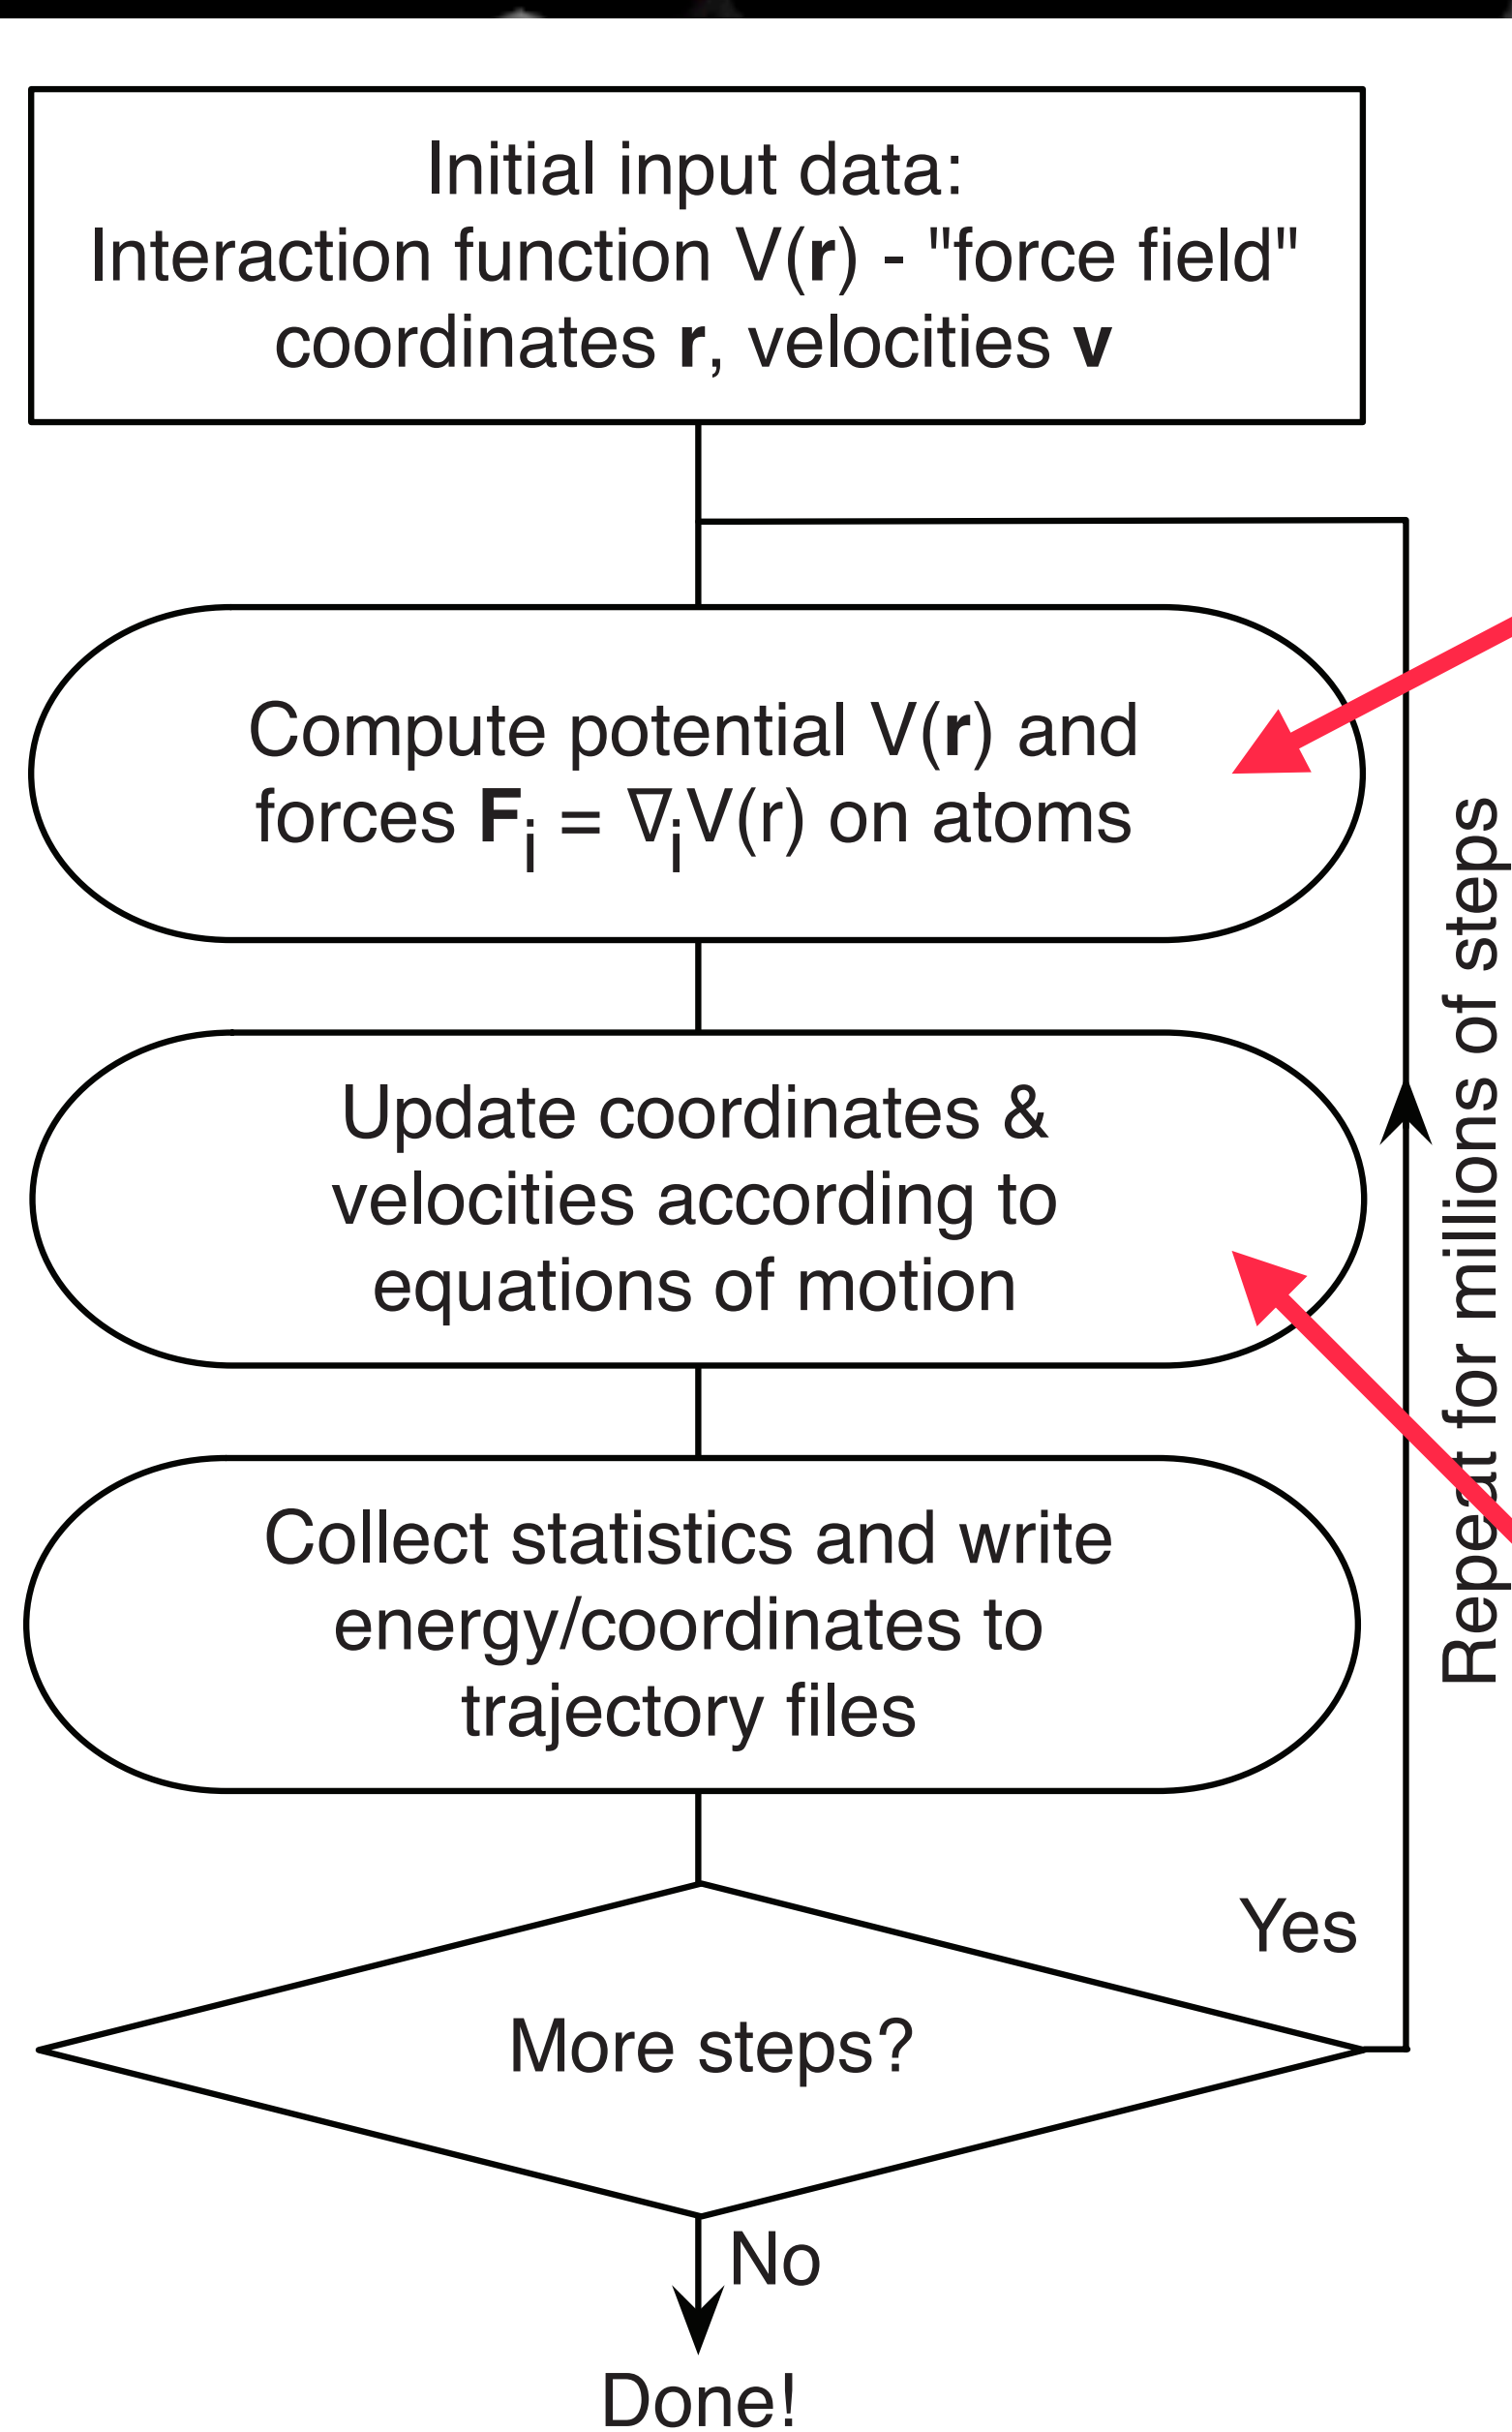 Initial input data:
Interaction function V(r) - "force field"
coordinates r, velocities v
Compute potential V(r) and
forces Fi = ∇iV(r) on atoms
Update coordinates &
velocities according to
equations of motion
Collect statistics and write
energy/coordinates to
trajectory files
More steps?
Yes
No
Done!
Repeat for millions of steps